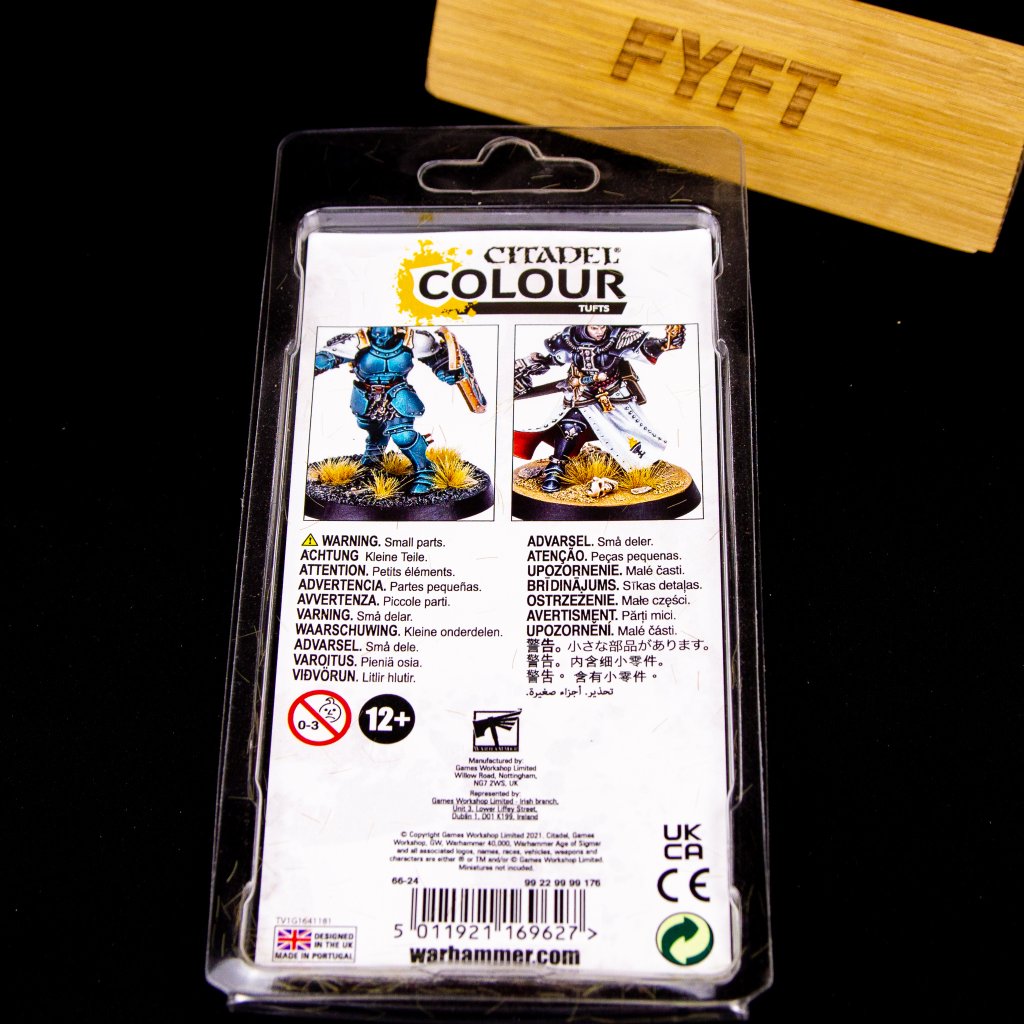 FYFT
CITADEL®
COLOUR
TUFTS
WARNING. Small parts.
ACHTUNG Kleine Teile.
ATTENTION. Petits éléments.
ADVERTENCIA. Partes pequeñas.
AVVERTENZA. Piccole parti.
VARNING. Små delar.
WAARSCHUWING. Kleine onderdelen.
ADVARSEL. Små dele.
VAROITUS. Pieniä osia.
VIÐVÖRUN. Litlir hlutir.
ADVARSEL. Små deler.
ATENÇÃO. Peças pequenas.
UPOZORNENIE. Malé časti.
BRĪDINĀJUMS. Sīkas detaļas.
OSTRZEŻENIE. Małe części.
AVERTISMENT. Părți mici.
UPOZORNĚNÍ. Malé části.
警告。小さな部品があります。
警告。内含细小零件。
警告。含有小零件。
تحذير. أجزاء صغيرة.
0-3
12+
WARHAMMER
Manufactured by:
Games Workshop Limited
Willow Road, Nottingham,
NG7 2WS, UK
Represented by:
Games Workshop Limited - Irish branch,
Unit 3, Lower Liffey Street,
Dublin 1, D01 K199, Ireland
© Copyright Games Workshop Limited 2021. Citadel, Games
Workshop, GW, Warhammer 40,000, Warhammer Age of Sigmar
and all associated logos, names, races, vehicles, weapons and
characters are either ® or TM and/or © Games Workshop Limited.
Miniatures not included.
UK
CA
CE
66-24 99 22 99 99 176
5 011921 169627 >
warhammer.com
TV1G1641181
DESIGNED
IN THE UK
MADE IN PORTUGAL